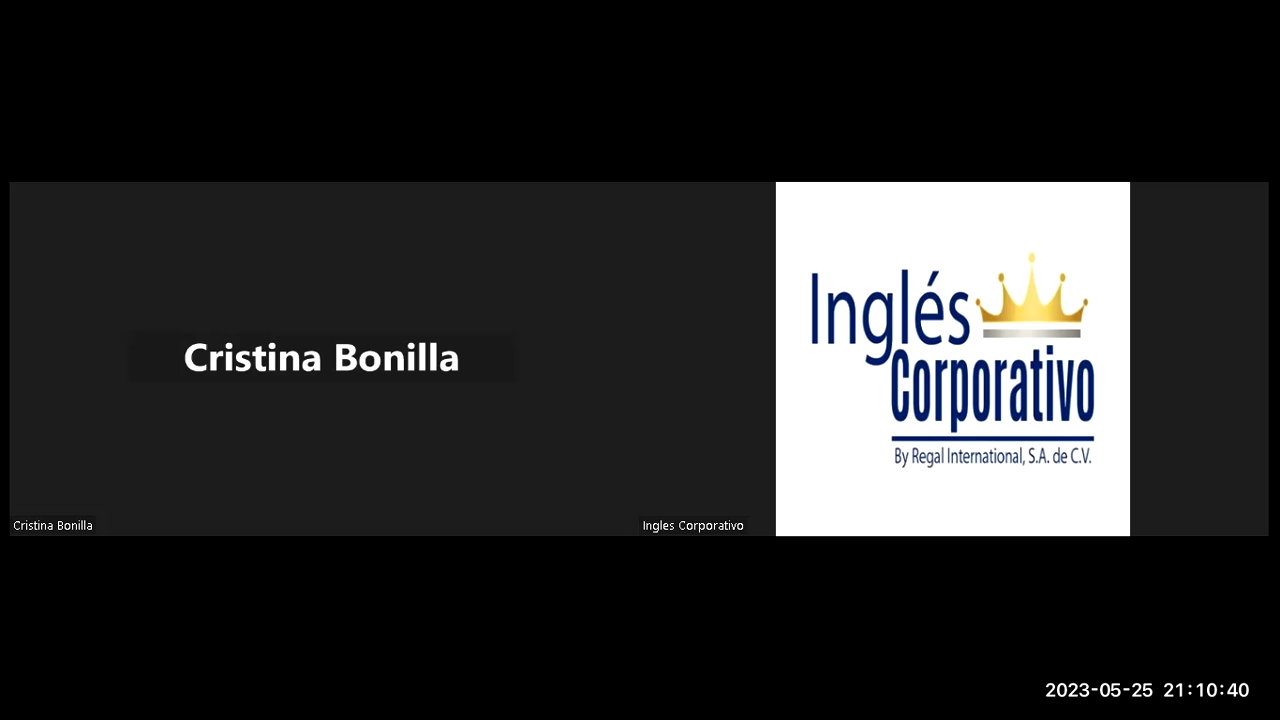 Cristina Bonilla
Inglés
Corporativo
By Regal International, S.A. de C.V.
Cristina Bonilla
Ingles Corporativo
2023-05-25 21:10:40